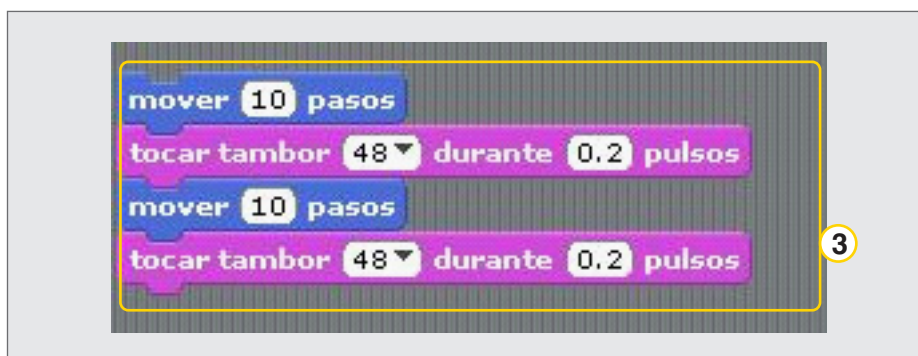 mover 10 pasos
tocar tambor 48 durante 0.2 pulsos
mover 10 pasos
tocar tambor 48 durante 0.2 pulsos
3